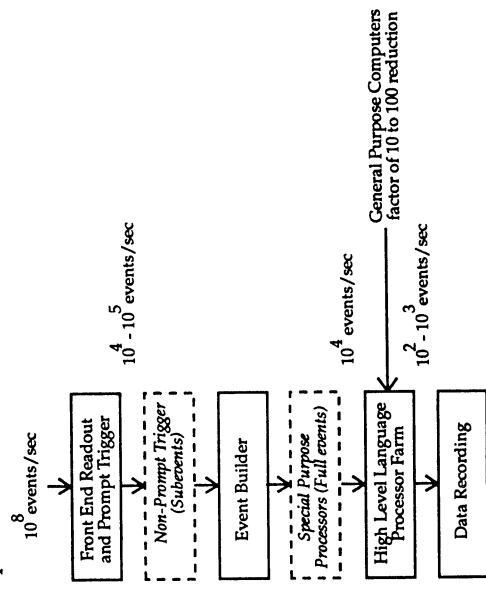 10^8 events/sec
Front End Readout
and Prompt Trigger
10^4 - 10^5 events/sec
Non-Prompt Trigger
(Subevents)
Event Builder
Special Purpose
Processors (Full events)
10^4 events/sec
High Level Language
Processor Farm
General Purpose Computers
factor of 10 to 100 reduction
10^2 - 10^3 events/sec
Data Recording